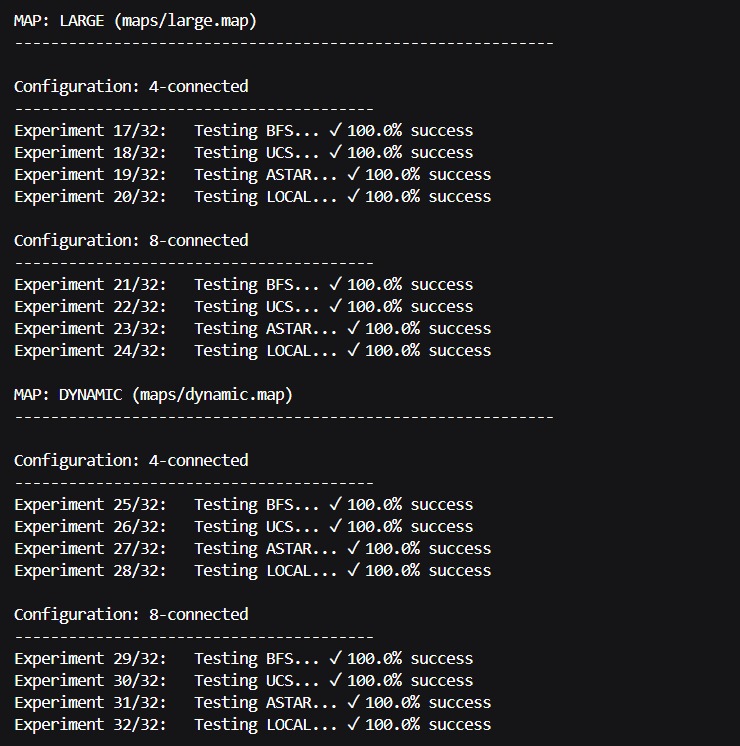 MAP: LARGE (maps/large.map)
------------------------------------------------------------
Configuration: 4-connected
----------------------------------------
Experiment 17/32:   Testing BFS... ✓ 100.0% success
Experiment 18/32:   Testing UCS... ✓ 100.0% success
Experiment 19/32:   Testing ASTAR... ✓ 100.0% success
Experiment 20/32:   Testing LOCAL... ✓ 100.0% success
Configuration: 8-connected
----------------------------------------
Experiment 21/32:   Testing BFS... ✓ 100.0% success
Experiment 22/32:   Testing UCS... ✓ 100.0% success
Experiment 23/32:   Testing ASTAR... ✓ 100.0% success
Experiment 24/32:   Testing LOCAL... ✓ 100.0% success
MAP: DYNAMIC (maps/dynamic.map)
------------------------------------------------------------
Configuration: 4-connected
----------------------------------------
Experiment 25/32:   Testing BFS... ✓ 100.0% success
Experiment 26/32:   Testing UCS... ✓ 100.0% success
Experiment 27/32:   Testing ASTAR... ✓ 100.0% success
Experiment 28/32:   Testing LOCAL... ✓ 100.0% success
Configuration: 8-connected
----------------------------------------
Experiment 29/32:   Testing BFS... ✓ 100.0% success
Experiment 30/32:   Testing UCS... ✓ 100.0% success
Experiment 31/32:   Testing ASTAR... ✓ 100.0% success
Experiment 32/32:   Testing LOCAL... ✓ 100.0% success